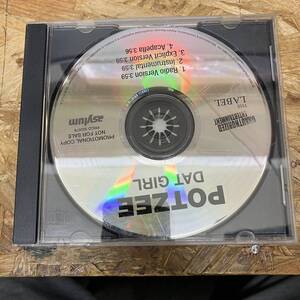 POTZEE
DAT GIRL
LABEL
asylum
PROMOTIONAL COPY
NOT FOR SALE
1. Radio Version 3:59
2. Instrumental 3:59
3. Explicit Version 3:59
4. Acapella 3:56